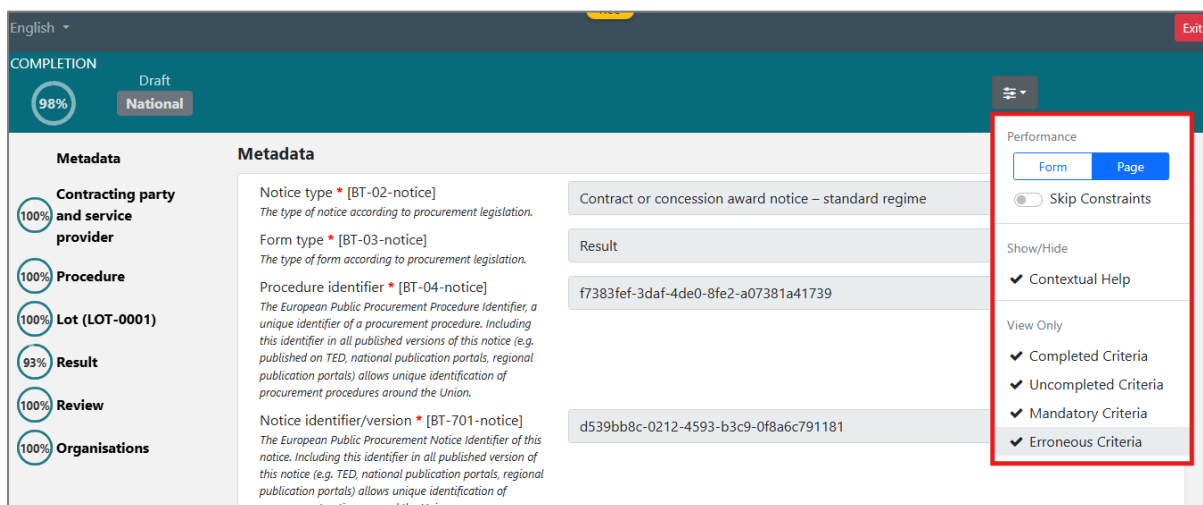 English
Exit
COMPLETION
98%
Draft
National
Metadata
100% Contracting party
and service
provider
100% Procedure
100% Lot (LOT-0001)
93% Result
100% Review
100% Organisations
Metadata
Notice type * [BT-02-notice]
The type of notice according to procurement legislation.
Contract or concession award notice – standard regime
Form type * [BT-03-notice]
The type of form according to procurement legislation.
Result
Procedure identifier * [BT-04-notice]
The European Public Procurement Procedure Identifier, a
unique identifier of a procurement procedure. Including
this identifier in all published versions of this notice (e.g.
published on TED, national publication portals, regional
publication portals) allows unique identification of
procurement procedures around the Union.
f7383fef-3daf-4de0-8fe2-a07381a41739
Notice identifier/version * [BT-701-notice]
The European Public Procurement Notice Identifier of this
notice. Including this identifier in all published version of
this notice (e.g. TED, national publication portals, regional
publication portals) allows unique identification of
d539bb8c-0212-4593-b3c9-0f8a6c791181
Performance
Form
Page
Skip Constraints
Show/Hide
Contextual Help
View Only
Completed Criteria
Uncompleted Criteria
Mandatory Criteria
Erroneous Criteria